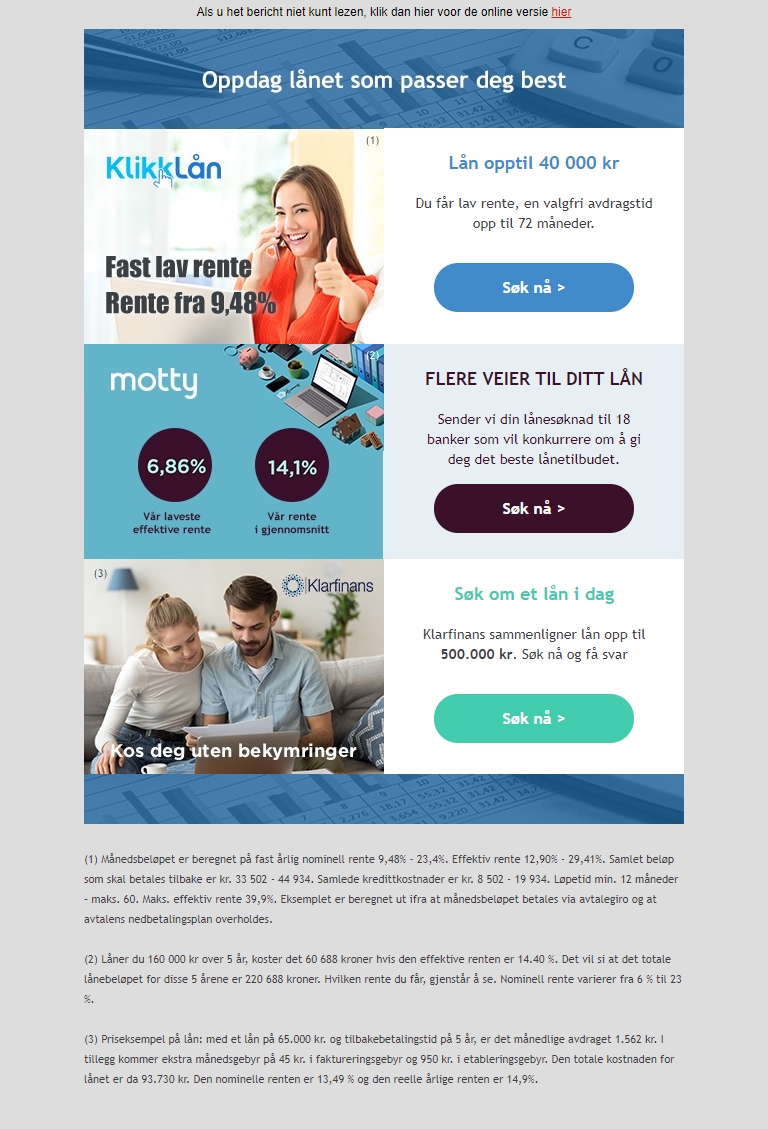 Als u het bericht niet kunt lezen, klik dan hier voor de online versie hier
Oppdag lånet som passer deg best
(1)
KlikkLån
Fast lav rente
Rente fra 9,48%
Lån opptil 40 000 kr
Du får lav rente, en valgfri avdragstid
opp til 72 måneder.
Søk nå >
(2)
motty
6,86%
14,1%
Vår laveste
effektive rente
Vår rente
i gjennomsnitt
FLERE VEIER TIL DITT LÅN
Sender vi din lånesøknad til 18
banker som vil konkurrere om å gi
deg det beste lånetilbudet.
Søk nå >
(3)
Klarfinans
Kos deg uten bekymringer
Søk om et lån i dag
Klarfinans sammenligner lån opp til
500.000 kr. Søk nå og få svar
Søk nå >
(1) Månedsbeløpet er beregnet på fast årlig nominell rente 9,48% - 23,4%. Effektiv rente 12,90% - 29,41%. Samlet beløp
som skal betales tilbake er kr. 33 502 - 44 934. Samlede kredittkostnader er kr. 8 502 - 19 934. Løpetid min. 12 måneder
- maks. 60. Maks. effektiv rente 39,9%. Eksemplet er beregnet ut ifra at månedsbeløpet betales via avtalegiro og at
avtalens nedbetalingsplan overholdes.
(2) Låner du 160 000 kr over 5 år, koster det 60 688 kroner hvis den effektive renten er 14.40 %. Det vil si at det totale
lånebeløpet for disse 5 årene er 220 688 kroner. Hvilken rente du får, gjenstår å se. Nominell rente varierer fra 6 % til 23
%.
(3) Priseksempel på lån: med et lån på 65.000 kr. og tilbakebetalingstid på 5 år, er det månedlige avdraget 1.562 kr. I
tillegg kommer ekstra månedsgebyr på 45 kr. i faktureringsgebyr og 950 kr. i etableringsgebyr. Den totale kostnaden for
lånet er da 93.730 kr. Den nominelle renten er 13,49 % og den reelle årlige renten er 14,9%.